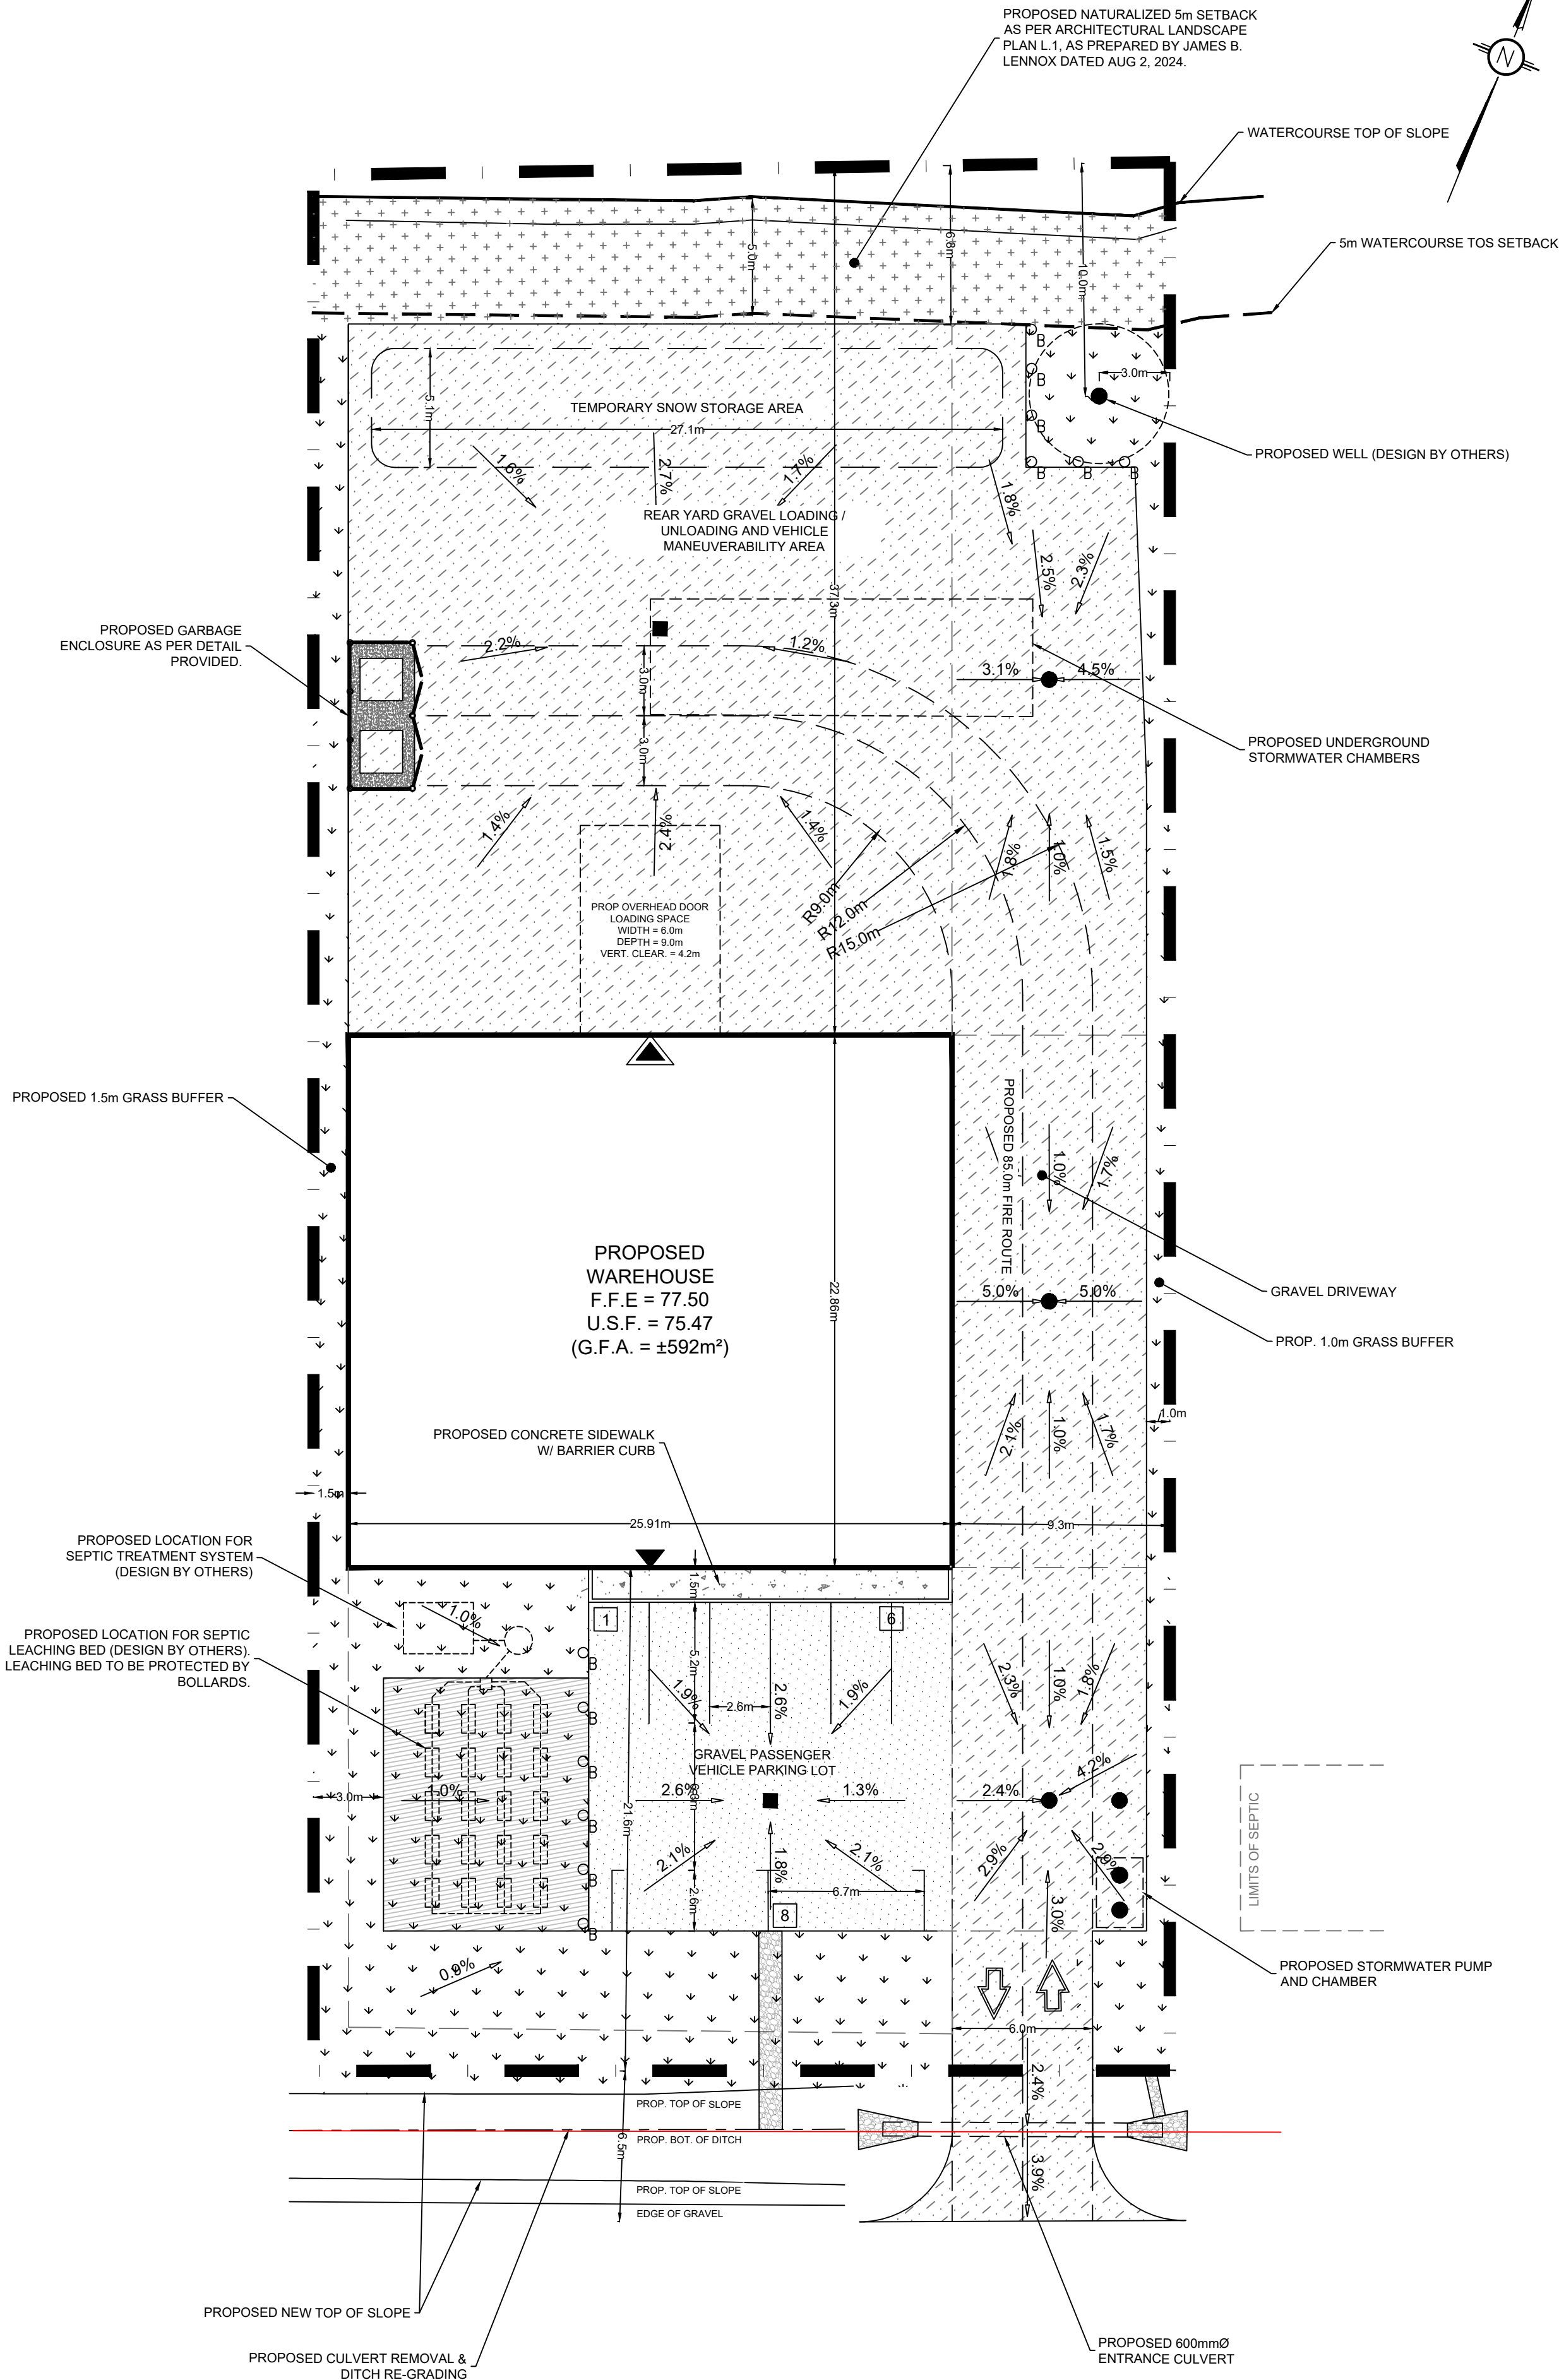 PROPOSED NATURALIZED 5m SETBACK
AS PER ARCHITECTURAL LANDSCAPE
PLAN L.1, AS PREPARED BY JAMES B.
LENNOX DATED AUG 2, 2024.
N
WATERCOURSE TOP OF SLOPE
5m WATERCOURSE TOS SETBACK
5.0m
6.8m
10.0m
B
B
B
B
B
B
3.0m
TEMPORARY SNOW STORAGE AREA
5.1m
27.1m
PROPOSED WELL (DESIGN BY OTHERS)
1.6%
2.7%
1.7%
1.8%
REAR YARD GRAVEL LOADING /
UNLOADING AND VEHICLE
MANEUVERABILITY AREA
2.5%
2.3%
37.3m
PROPOSED GARBAGE
ENCLOSURE AS PER DETAIL
PROVIDED.
2.2%
1.2%
3.0m
3.0m
3.1%
4.5%
PROPOSED UNDERGROUND
STORMWATER CHAMBERS
1.4%
2.4%
1.4%
1.8%
1.0%
1.5%
R9.0m
R12.0m
R15.0m
PROP OVERHEAD DOOR
LOADING SPACE
WIDTH = 6.0m
DEPTH = 9.0m
VERT. CLEAR. = 4.2m
PROPOSED 1.5m GRASS BUFFER
PROPOSED 85.0m FIRE ROUTE
1.0%
1.7%
PROPOSED
WAREHOUSE
F.F.E = 77.50
U.S.F. = 75.47
(G.F.A. = ±592m²)
22.86m
5.0%
5.0%
GRAVEL DRIVEWAY
PROP. 1.0m GRASS BUFFER
1.0m
PROPOSED CONCRETE SIDEWALK
W/ BARRIER CURB
2.1%
1.0%
1.7%
1.5m
25.91m
9.3m
PROPOSED LOCATION FOR
SEPTIC TREATMENT SYSTEM
(DESIGN BY OTHERS)
1.5m
1
6
1.0%
PROPOSED LOCATION FOR SEPTIC
LEACHING BED (DESIGN BY OTHERS).
LEACHING BED TO BE PROTECTED BY
BOLLARDS.
B
B
B
B
B
B
5.2m
1.9%
2.6m
2.6%
1.9%
2.3%
1.0%
1.8%
GRAVEL PASSENGER
VEHICLE PARKING LOT
4.2%
3.0m
1.0%
21.6m
2.6%
1.3%
2.4%
LIMITS OF SEPTIC
2.1%
1.8%
2.1%
2.9%
2.9%
2.6m
6.7m
8
3.0%
0.9%
PROPOSED STORMWATER PUMP
AND CHAMBER
6.0m
2.4%
PROP. TOP OF SLOPE
PROP. BOT. OF DITCH
6.5m
3.9%
PROP. TOP OF SLOPE
EDGE OF GRAVEL
PROPOSED NEW TOP OF SLOPE
PROPOSED CULVERT REMOVAL &
DITCH RE-GRADING
PROPOSED 600mmØ
ENTRANCE CULVERT